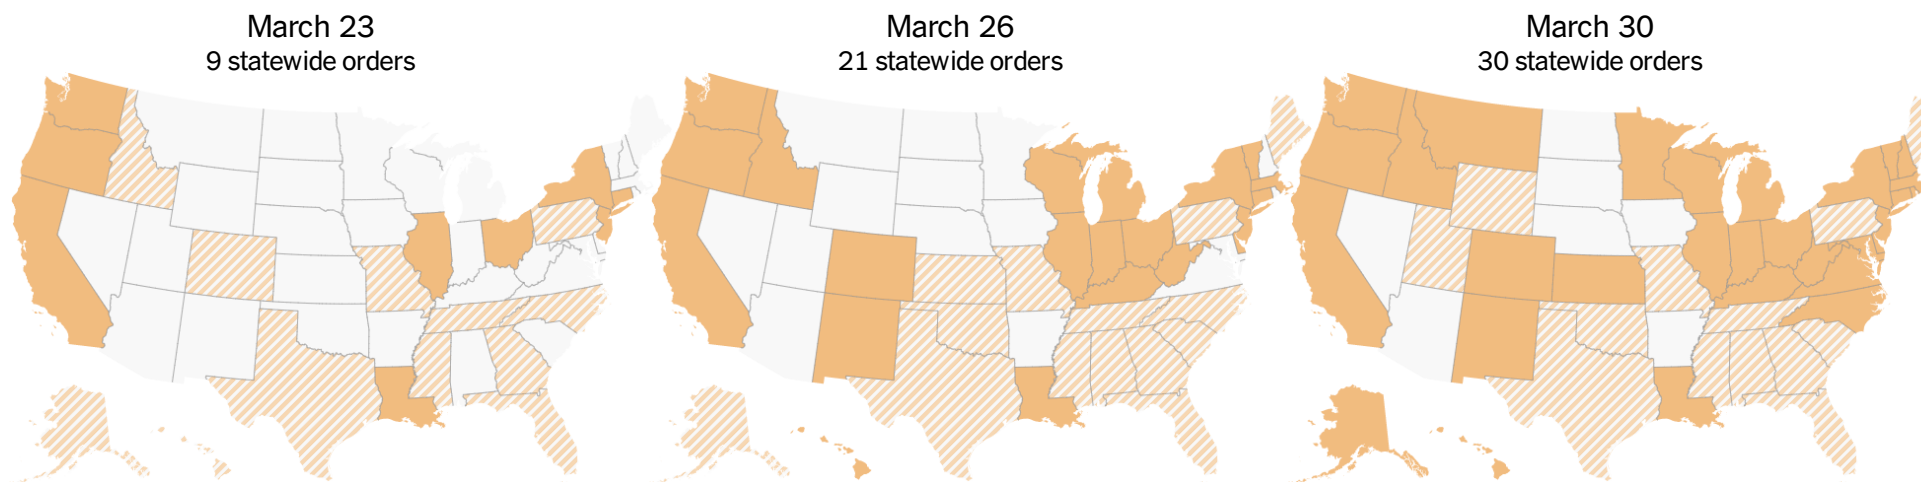 March 23
9 statewide orders
March 26
21 statewide orders
March 30
30 statewide orders